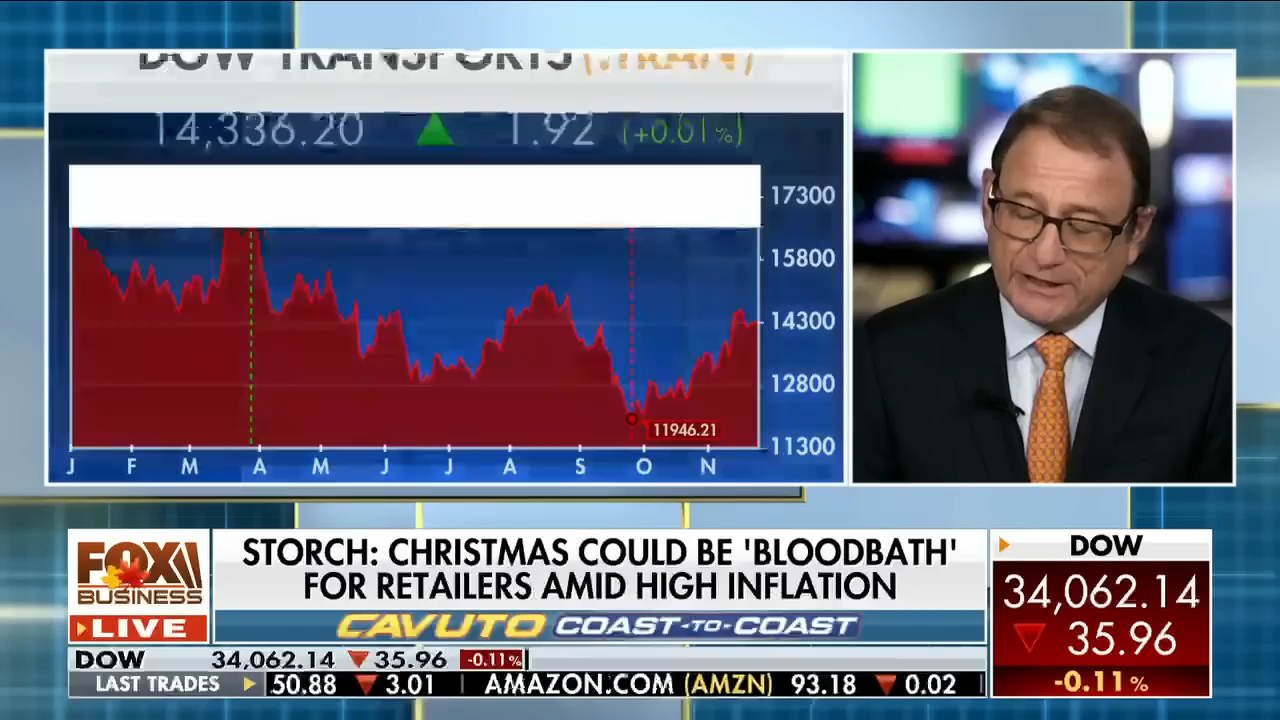 DOW TRANSPORTS (.TRAN)
14,336.20 ▲ 1.92 (+0.01%)
17300
15800
14300
12800
11300
11946.21
J F M A M J J A S O N
FOX
BUSINESS
LIVE
STORCH: CHRISTMAS COULD BE 'BLOODBATH'
FOR RETAILERS AMID HIGH INFLATION
CAVUTO COAST-TO-COAST
DOW
34,062.14
▼ 35.96
-0.11%
DOW 34,062.14 ▼ 35.96 -0.11%
LAST TRADES 50.88 ▼ 3.01 AMAZON.COM (AMZN) 93.18 ▼ 0.02